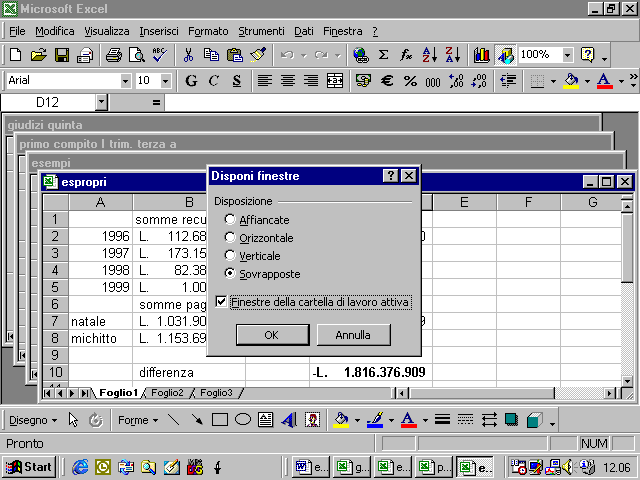 Microsoft Excel
File Modifica Visualizza Inserisci Formato Strumenti Dati Finestra ?
100%
Arial 10 G C S € % 000
D12 =
giudizi quinta
primo compito I trim. terza a
esempi
espropri
Disponi finestre
Disposizione
Affiancate
Orizzontale
Verticale
Sovrapposte
Finestre della cartella di lavoro attiva
OK Annulla
A B E F G
1 somme recu
2 1996 L. 112.68 0
3 1997 L. 173.15
4 1998 L. 82.38
5 1999 L. 1.00
6 somme pag
7 natale L. 1.031.90 9
8 michitto L. 1.153.69
9
10 differenza -L. 1.816.376.909
Foglio1 Foglio2 Foglio3
Disegno Forme
Pronto NUM
Start e... g... e... p... e... 12.06